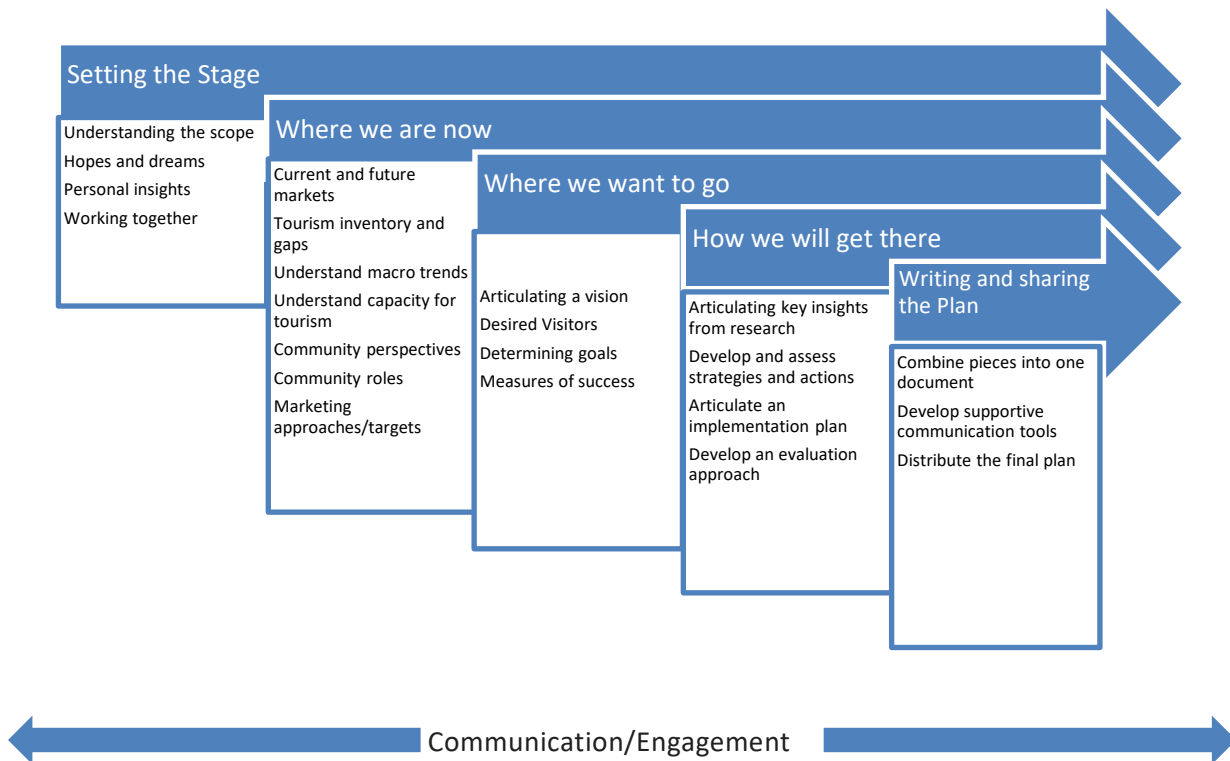 Setting the Stage
Understanding the scope
Hopes and dreams
Personal insights
Working together
Where we are now
Current and future
markets
Tourism inventory and
gaps
Understand macro trends
Understand capacity for
tourism
Community perspectives
Community roles
Marketing
approaches/targets
Where we want to go
Articulating a vision
Desired Visitors
Determining goals
Measures of success
How we will get there
Articulating key insights
from research
Develop and assess
strategies and actions
Articulate an
implementation plan
Develop an evaluation
approach
Writing and sharing
the Plan
Combine pieces into one
document
Develop supportive
communication tools
Distribute the final plan
Communication/Engagement